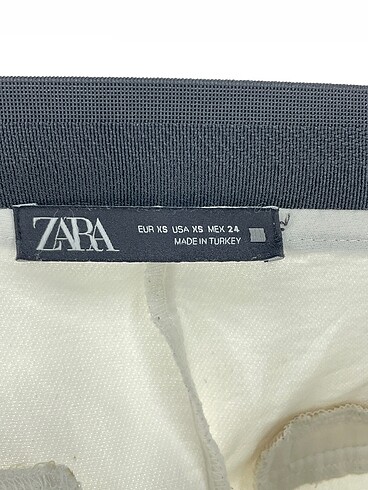 ZARA
EUR XS USA XS MEX 24
MADE IN TURKEY